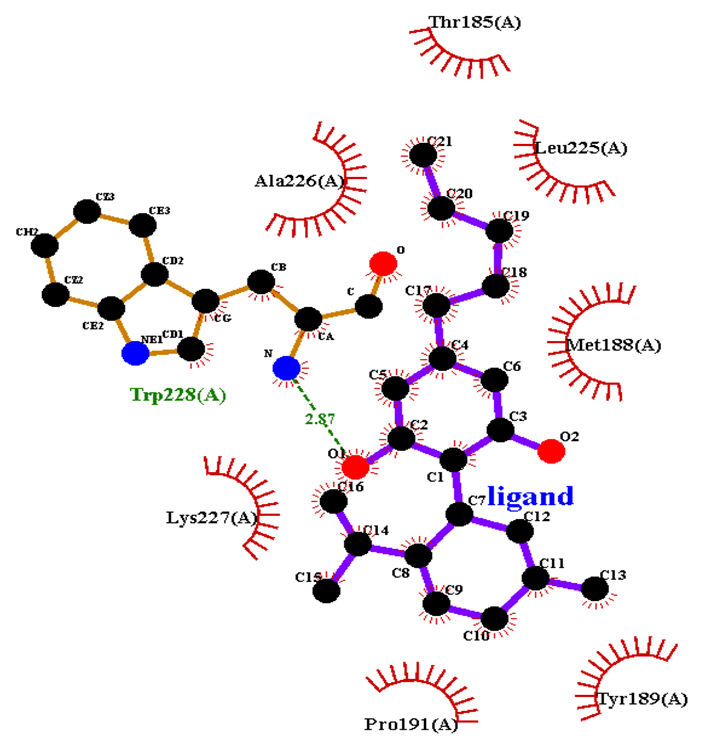 Thr185(A)
C21
Leu225(A)
Ala226(A)
CZ3
CE3
C20
C19
CH2
O
CD2
CB
C18
CZ2
C
C17
CG
CE2
CA
NE1
CD1
C4
C6
Met188(A)
N
C5
Trp228(A)
2.87
C2
C3
O2
O1
C1
C16
C7
ligand
Lys227(A)
C12
C14
C8
C11
C13
C15
C9
C10
Tyr189(A)
Pro191(A)